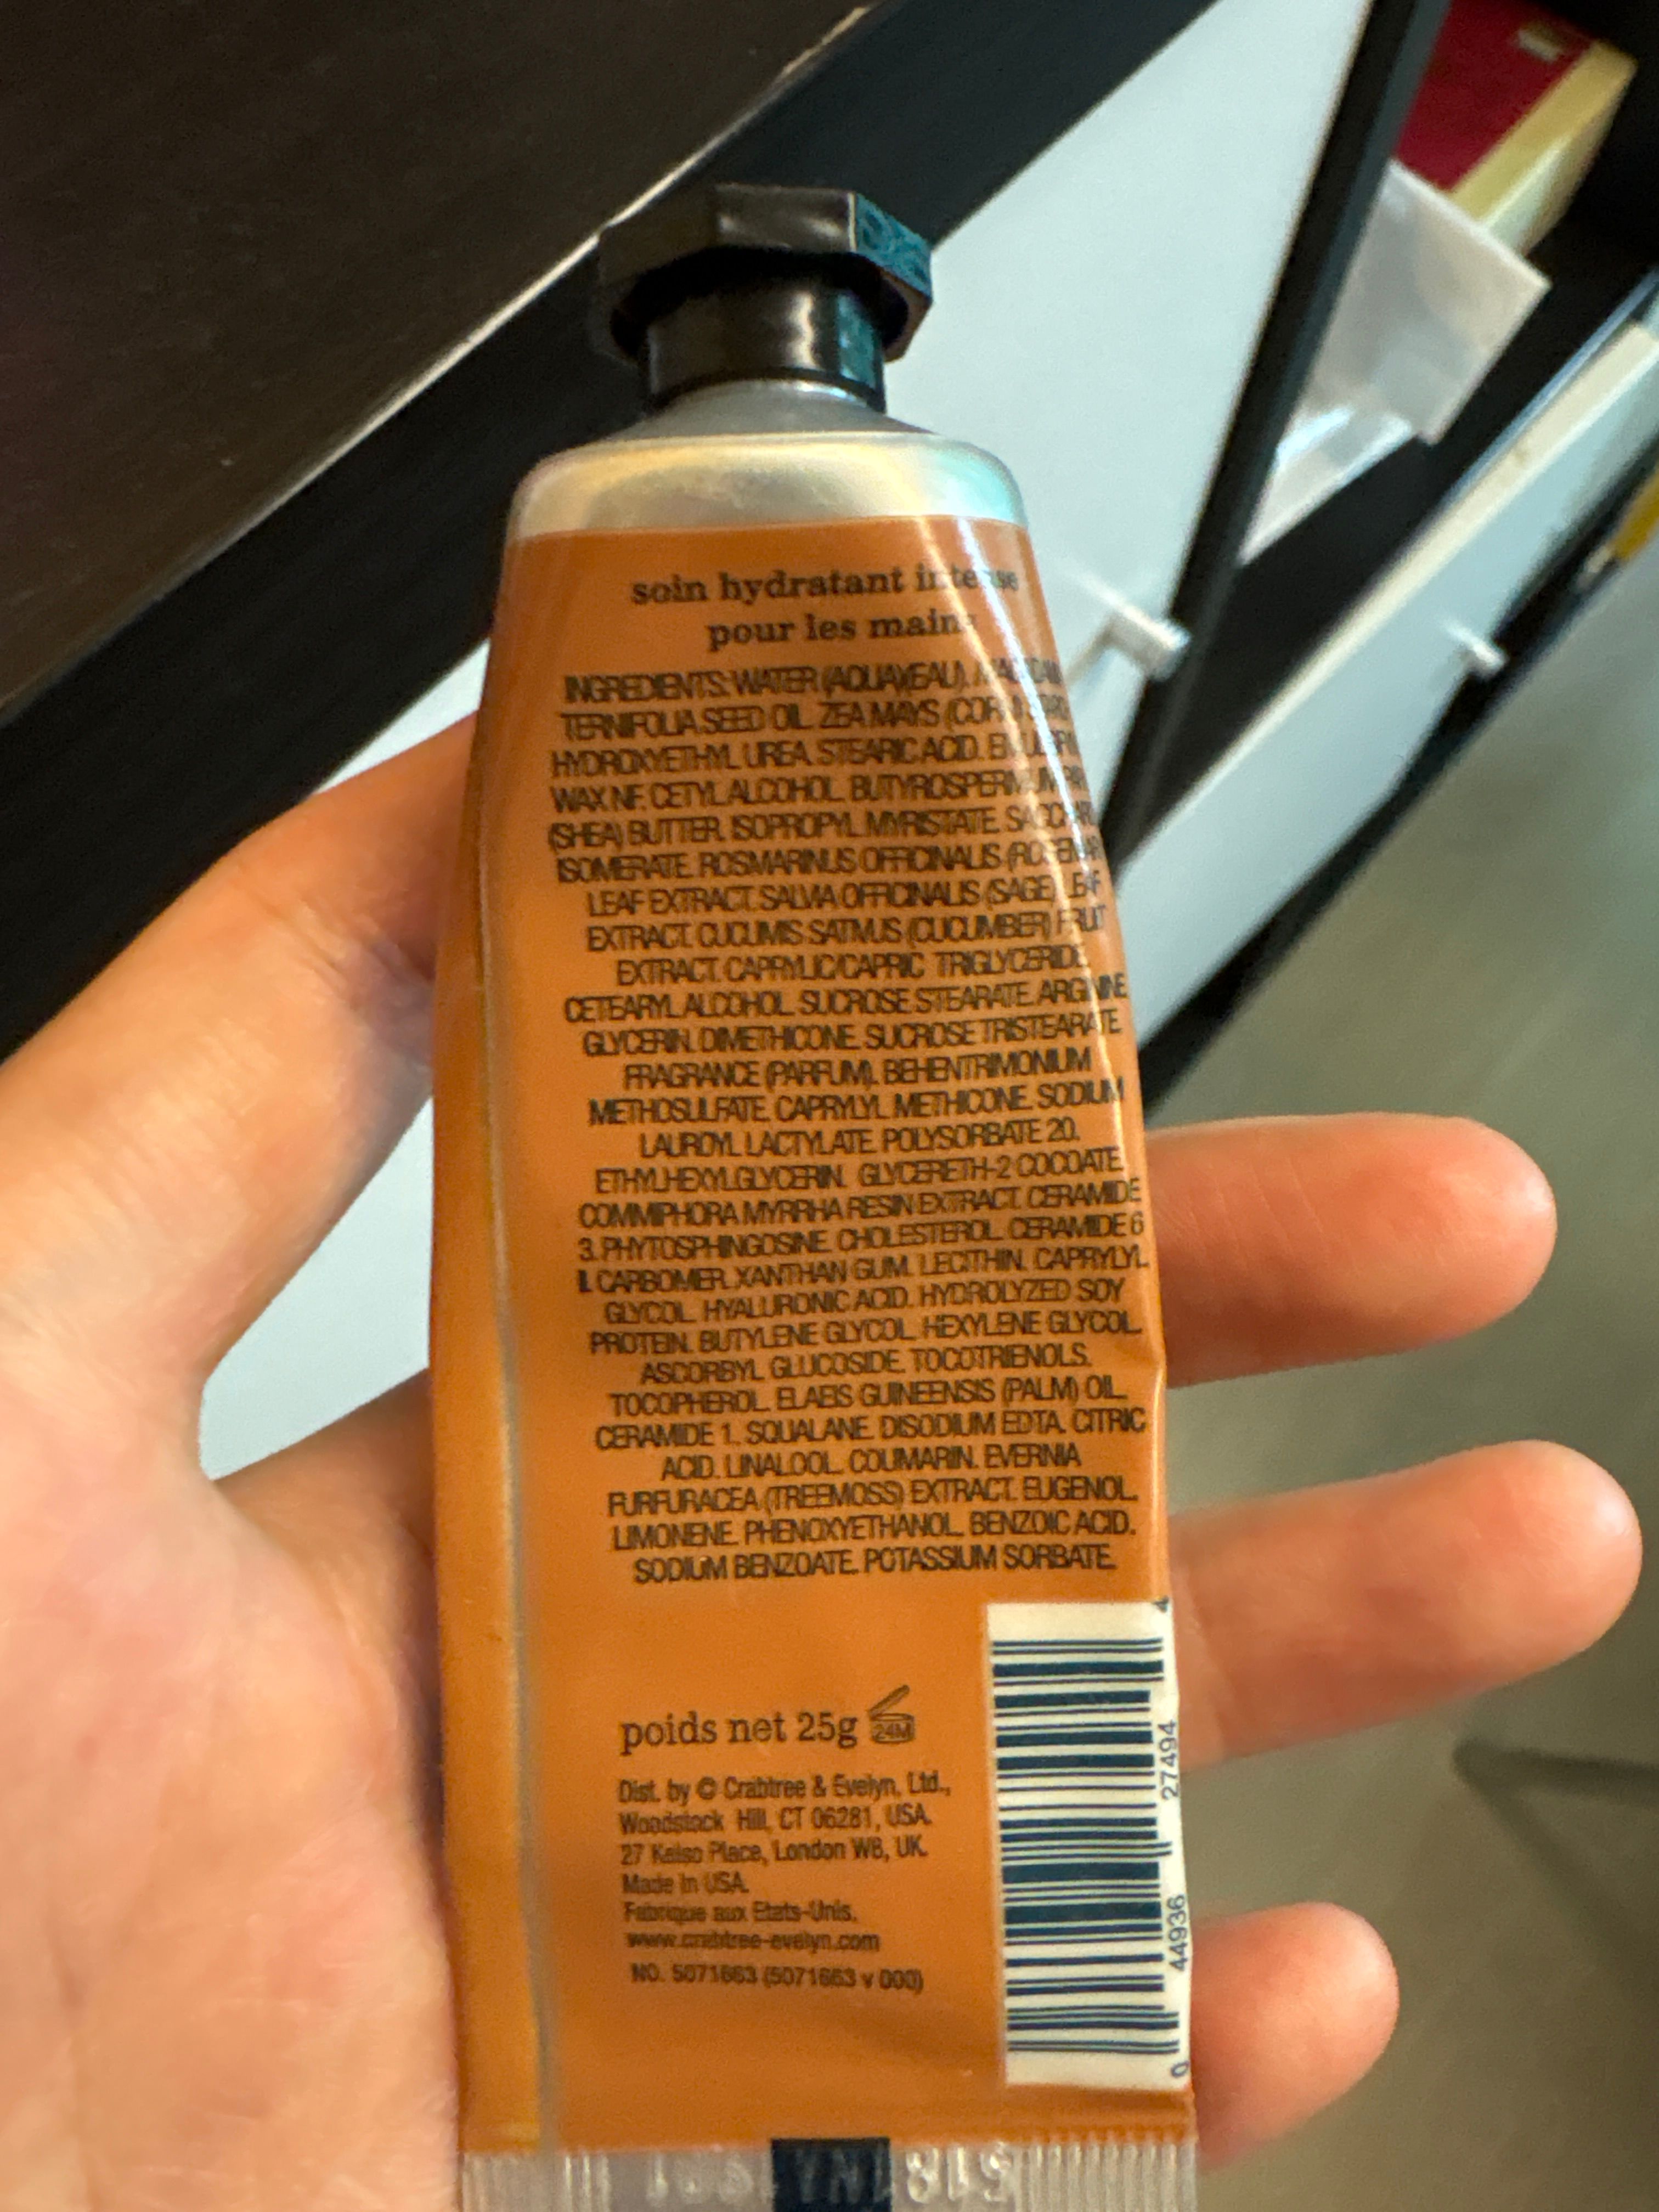 soin hydratant intense
pour les mains
INGREDIENTS: WATER (AQUA)(EAU),
TERNIFOLIA SEED OIL, ZEA MAYS (CORN)
HYDROXYETHYL UREA, STEARIC ACID,
WAX NF, CETYL ALCOHOL, BUTYROSPERMUM
(SHEA) BUTTER, ISOPROPYL MYRISTATE,
ISOMERATE, ROSMARINUS OFFICINALIS
LEAF EXTRACT, SALVIA OFFICINALIS (SAGE) LEAF
EXTRACT, CUCUMIS SATIVUS (CUCUMBER) FRUIT
EXTRACT, CAPRYLIC/CAPRIC TRIGLYCERIDE,
CETEARYL ALCOHOL, SUCROSE STEARATE, ARGININE,
GLYCERIN, DIMETHICONE, SUCROSE TRISTEARATE,
FRAGRANCE (PARFUM), BEHENTRIMONIUM
METHOSULFATE, CAPRYLYL METHICONE, SODIUM
LAUROYL LACTYLATE, POLYSORBATE 20,
ETHYLHEXYLGLYCERIN, GLYCERETH-2 COCOATE,
COMMIPHORA MYRRHA RESIN EXTRACT, CERAMIDE
3, PHYTOSPHINGOSINE, CHOLESTEROL, CERAMIDE 6
II, CARBOMER, XANTHAN GUM, LECITHIN, CAPRYLYL
GLYCOL, HYALURONIC ACID, HYDROLYZED SOY
PROTEIN, BUTYLENE GLYCOL, HEXYLENE GLYCOL,
ASCORBYL GLUCOSIDE, TOCOTRIENOLS,
TOCOPHEROL, ELAEIS GUINEENSIS (PALM) OIL,
CERAMIDE 1, SQUALANE, DISODIUM EDTA, CITRIC
ACID, LINALOOL, COUMARIN, EVERNIA
FURFURACEA (TREEMOSS) EXTRACT, EUGENOL,
LIMONENE, PHENOXYETHANOL, BENZOIC ACID,
SODIUM BENZOATE, POTASSIUM SORBATE.
poids net 25g 24M
Dist. by © Crabtree & Evelyn, Ltd.,
Woodstock Hill, CT 06281, USA.
27 Kelso Place, London W8, UK.
Made in USA.
Fabrique aux Etats-Unis.
www.crabtree-evelyn.com
NO. 5071663 (5071663 v 000)
0 44936 27494 4